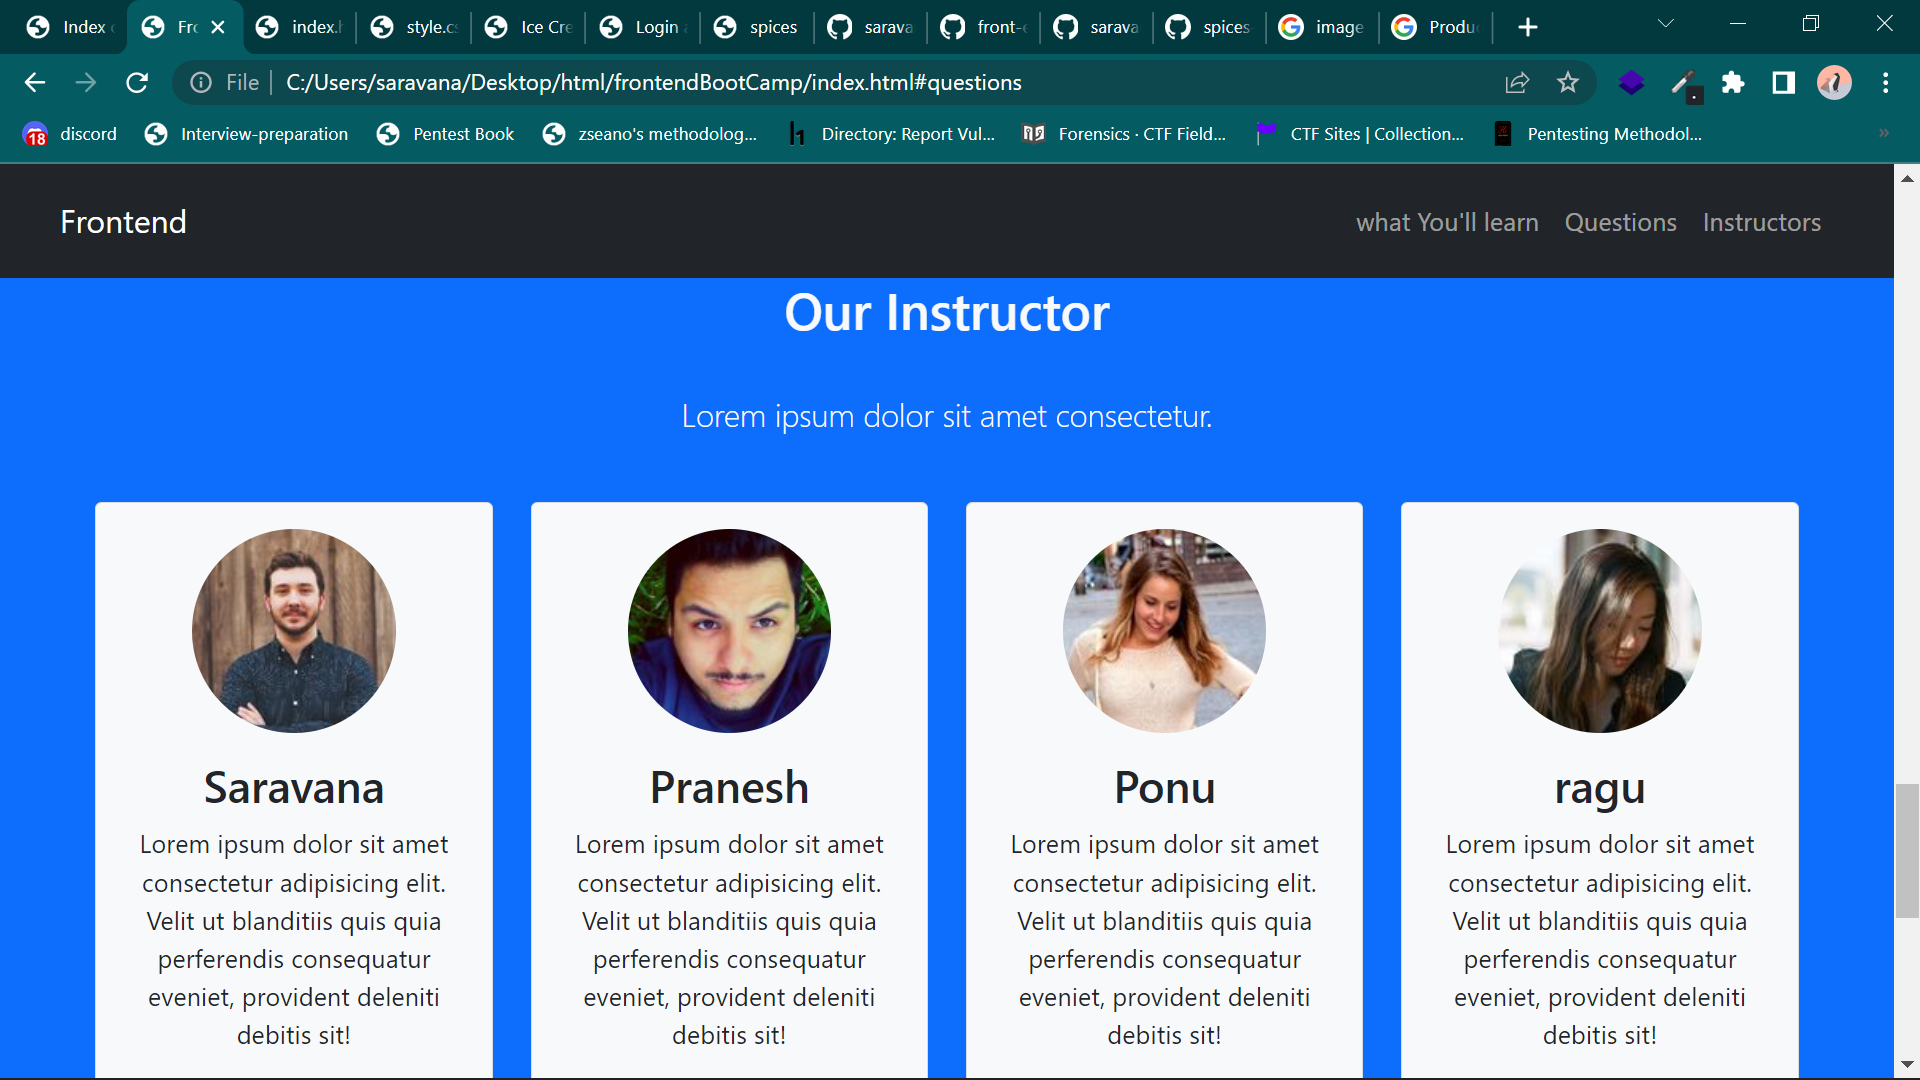 Index
Fr
index.h
style.c
Ice Cre
Login
spices
sarava
front-e
sarava
spices
image
Produ
File
C:/Users/saravana/Desktop/html/frontendBootCamp/index.html#questions
18
discord
Interview-preparation
Pentest Book
zseano's methodolog...
h1
Directory: Report Vul...
Forensics · CTF Field...
CTF Sites | Collection...
Pentesting Methodol...
»
Frontend
what You'll learn
Questions
Instructors
Our Instructor
Lorem ipsum dolor sit amet consectetur.
Saravana
Lorem ipsum dolor sit amet
consectetur adipisicing elit.
Velit ut blanditiis quis quia
perferendis consequatur
eveniet, provident deleniti
debitis sit!
Pranesh
Lorem ipsum dolor sit amet
consectetur adipisicing elit.
Velit ut blanditiis quis quia
perferendis consequatur
eveniet, provident deleniti
debitis sit!
Ponu
Lorem ipsum dolor sit amet
consectetur adipisicing elit.
Velit ut blanditiis quis quia
perferendis consequatur
eveniet, provident deleniti
debitis sit!
ragu
Lorem ipsum dolor sit amet
consectetur adipisicing elit.
Velit ut blanditiis quis quia
perferendis consequatur
eveniet, provident deleniti
debitis sit!